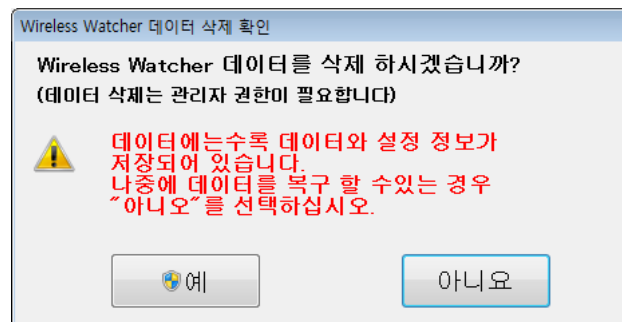 Wireless Watcher 데이터 삭제 확인
Wireless Watcher 데이터를 삭제 하시겠습니까?
(데이터 삭제는 관리자 권한이 필요합니다)
데이터에는수록 데이터와 설정 정보가
저장되어 있습니다.
나중에 데이터를 복구 할 수있는 경우
"아니오"를 선택하십시오.
예
아니요